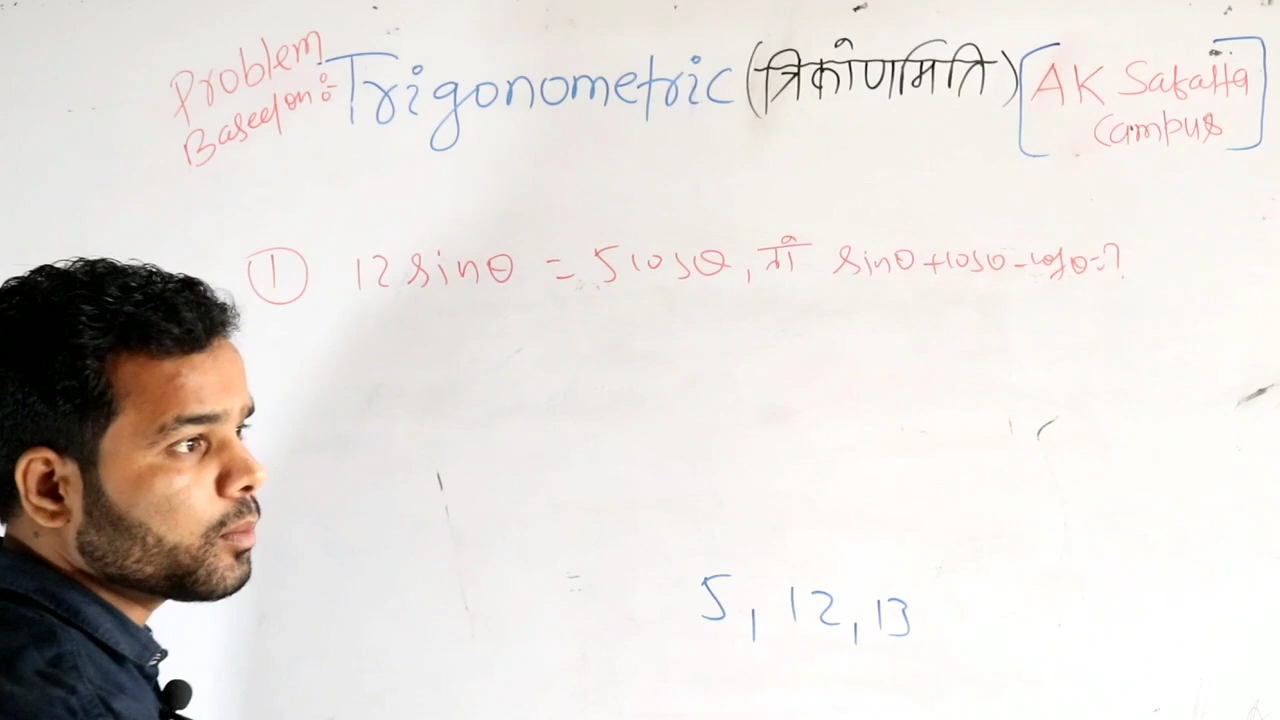 Problem
Based on :- Trigonometric (त्रिकोणमिति) [AK Safalta
Campus]
① 12 sinθ = 5 cosθ, तो sinθ + cosθ - cotθ = ?
5, 12, 13